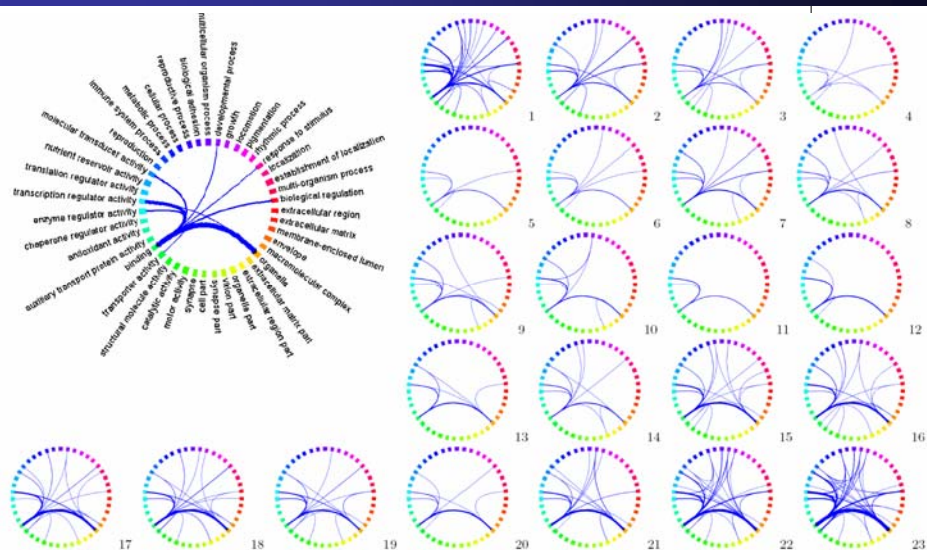 multicellular organism process
developmental process
growth
locomotion
pigmentation
rhythmic process
response to stimulus
localization
establishment of localization
multi-organism process
biological regulation
extracellular region
extracellular matrix
membrane-enclosed lumen
envelope
macromolecular complex
organelle
extracellular matrix part
extracellular region part
organelle part
virion part
synapse part
cell part
synapse
motor activity
catalytic activity
structural molecule activity
transporter activity
binding
auxiliary transport protein activity
antioxidant activity
chaperone regulator activity
enzyme regulator activity
transcription regulator activity
translation regulator activity
nutrient reservoir activity
molecular transducer activity
reproduction
immune system process
metabolic process
cellular process
reproductive process
biological adhesion
1
2
3
4
5
6
7
8
9
10
11
12
13
14
15
16
17
18
19
20
21
22
23